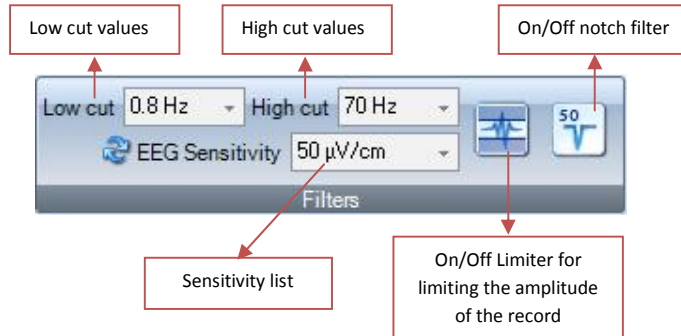 Low cut values
High cut values
On/Off notch filter
Low cut 0.8 Hz High cut 70 Hz
50
EEG Sensitivity 50 µV/cm
Filters
Sensitivity list
On/Off Limiter for
limiting the amplitude
of the record